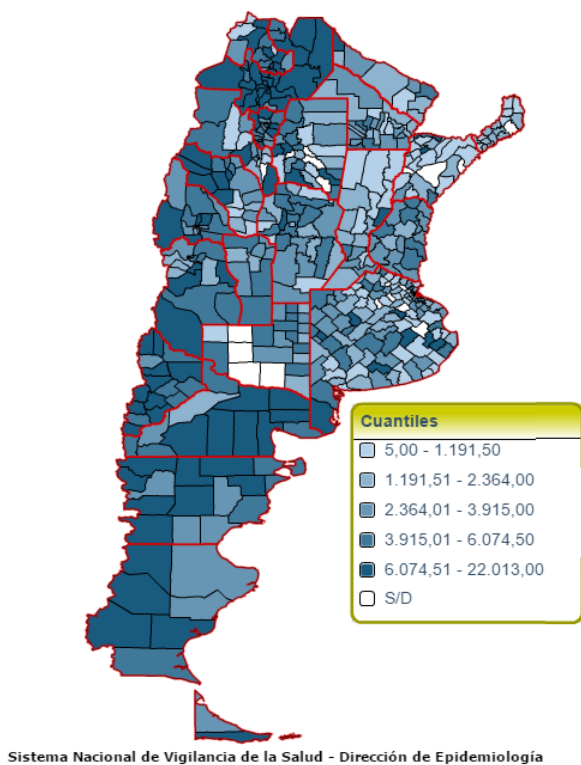 Cuantiles
5,00 - 1.191,50
1.191,51 - 2.364,00
2.364,01 - 3.915,00
3.915,01 - 6.074,50
6.074,51 - 22.013,00
S/D
Sistema Nacional de Vigilancia de la Salud - Dirección de Epidemiología